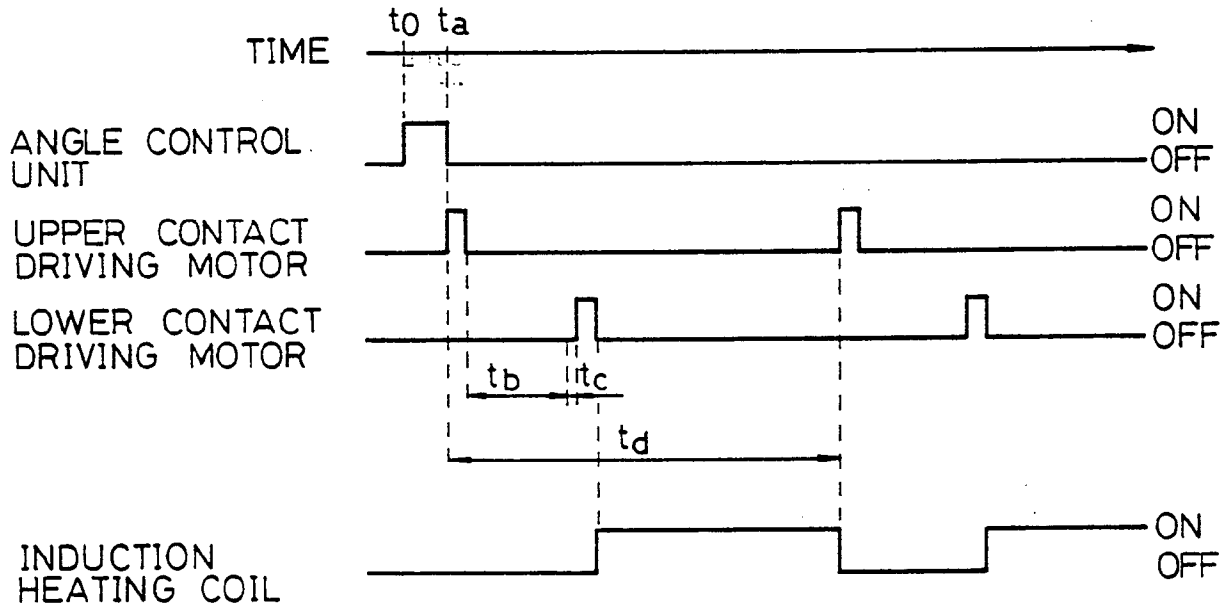 t0 ta
TIME
ANGLE CONTROL
UNIT
ON
OFF
UPPER CONTACT
DRIVING MOTOR
ON
OFF
LOWER CONTACT
DRIVING MOTOR
ON
OFF
tb tc
td
INDUCTION
HEATING COIL
ON
OFF